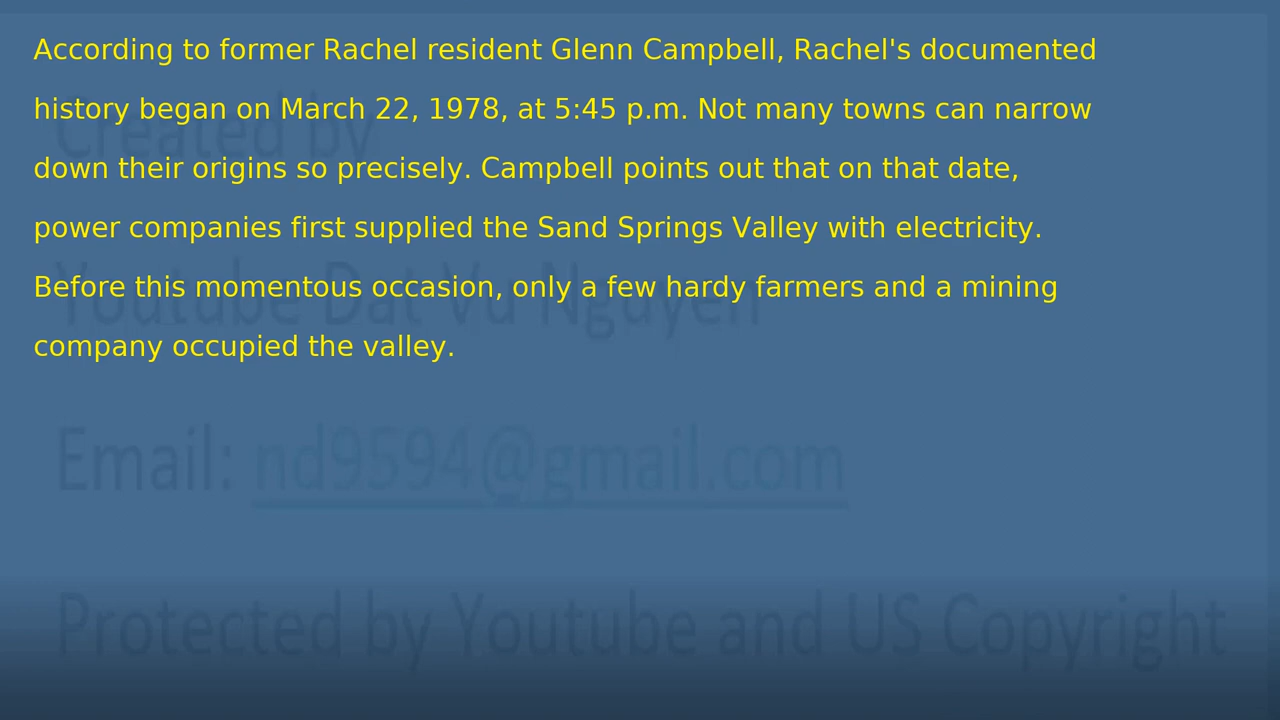 According to former Rachel resident Glenn Campbell, Rachel's documented
history began on March 22, 1978, at 5:45 p.m. Not many towns can narrow
down their origins so precisely. Campbell points out that on that date,
power companies first supplied the Sand Springs Valley with electricity.
Before this momentous occasion, only a few hardy farmers and a mining
company occupied the valley.
Created by
Youtube Dat Vu Nguyen
Email: nd9594@gmail.com
Protected by Youtube and US Copyright